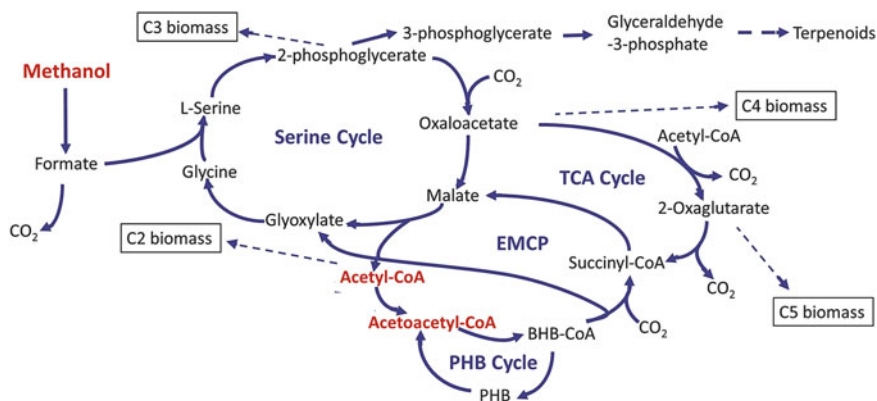 C3 biomass
3-phosphoglycerate
Glyceraldehyde
-3-phosphate
Terpenoids
2-phosphoglycerate
Methanol
CO2
C4 biomass
L-Serine
Oxaloacetate
Serine Cycle
Acetyl-CoA
Formate
Glycine
TCA Cycle
CO2
Malate
2-Oxaglutarate
CO2
C2 biomass
Glyoxylate
EMCP
Succinyl-CoA
Acetyl-CoA
CO2
C5 biomass
Acetoacetyl-CoA
BHB-CoA
CO2
PHB Cycle
PHB